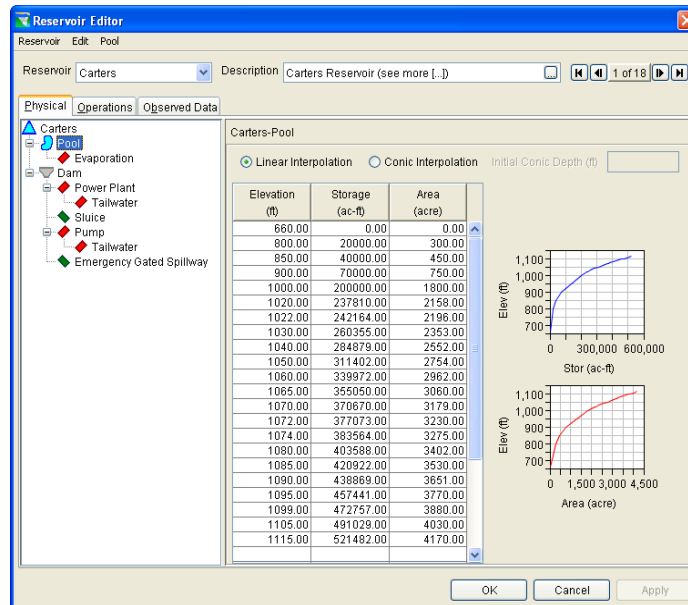 Reservoir Editor
Reservoir Edit Pool
Reservoir Carters Description Carters Reservoir (see more [...]) ... 1 of 18
Physical Operations Observed Data
Carters
Pool
Evaporation
Dam
Power Plant
Tailwater
Sluice
Pump
Tailwater
Emergency Gated Spillway
Carters-Pool
Linear Interpolation Conic Interpolation Initial Conic Depth (ft)
Elevation Storage Area
(ft) (ac-ft) (acre)
660.00 0.00 0.00
800.00 20000.00 300.00
850.00 40000.00 450.00
900.00 70000.00 750.00
1000.00 200000.00 1800.00
1020.00 237810.00 2158.00
1022.00 242164.00 2196.00
1030.00 260355.00 2353.00
1040.00 284879.00 2552.00
1050.00 311402.00 2754.00
1060.00 339972.00 2962.00
1065.00 355050.00 3060.00
1070.00 370670.00 3179.00
1072.00 377073.00 3230.00
1074.00 383564.00 3275.00
1080.00 403588.00 3402.00
1085.00 420922.00 3530.00
1090.00 438869.00 3651.00
1095.00 457441.00 3770.00
1099.00 472757.00 3880.00
1105.00 491029.00 4030.00
1115.00 521482.00 4170.00
Elev (ft)
1,100
1,000
900
800
700
0 300,000 600,000
Stor (ac-ft)
Elev (ft)
1,100
1,000
900
800
700
0 1,500 3,000 4,500
Area (acre)
OK Cancel Apply